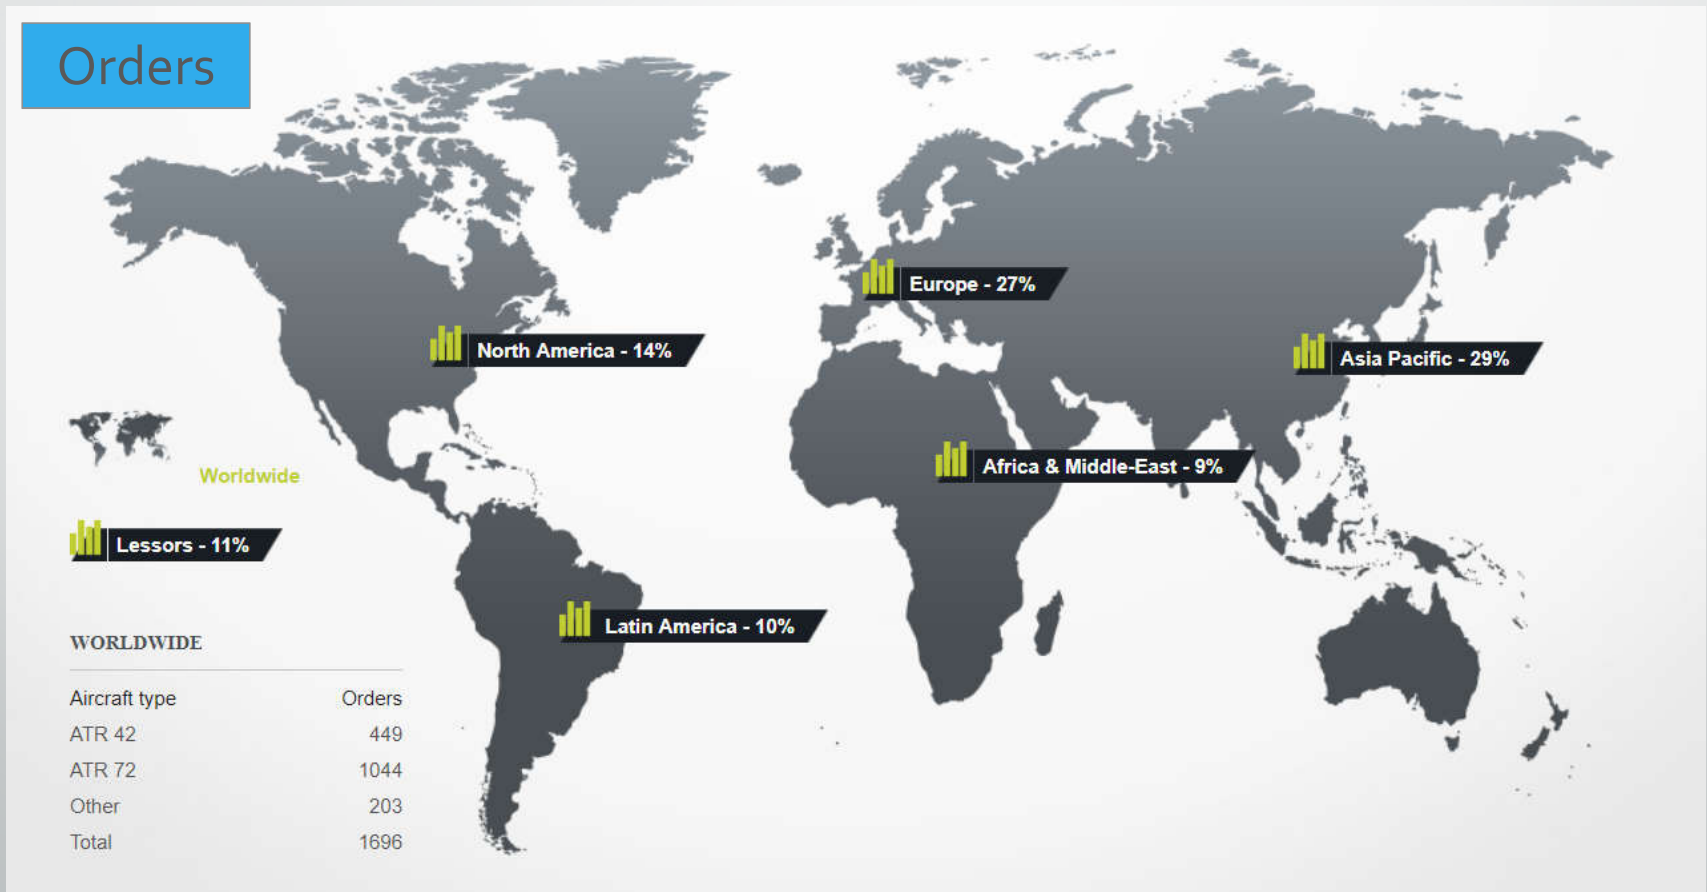 Orders
Europe - 27%
North America - 14%
Asia Pacific - 29%
Africa & Middle-East - 9%
Worldwide
Lessors - 11%
Latin America - 10%
WORLDWIDE
Aircraft type Orders
ATR 42 449
ATR 72 1044
Other 203
Total 1696